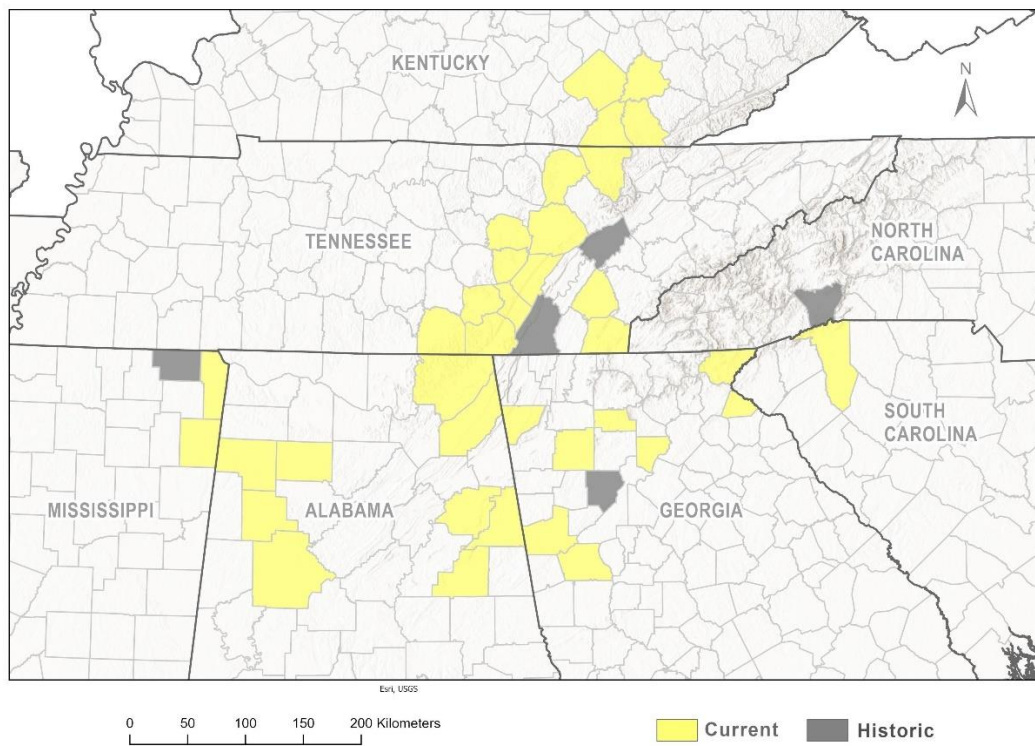 KENTUCKY
N
TENNESSEE
NORTH
CAROLINA
SOUTH
CAROLINA
MISSISSIPPI
ALABAMA
GEORGIA
Esri, USGS
0 50 100 150 200 Kilometers
Current
Historic